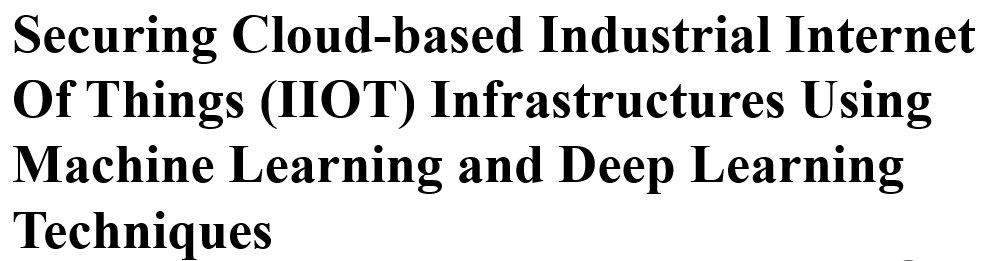 Securing Cloud-based Industrial Internet
Of Things (IIOT) Infrastructures Using
Machine Learning and Deep Learning
Techniques